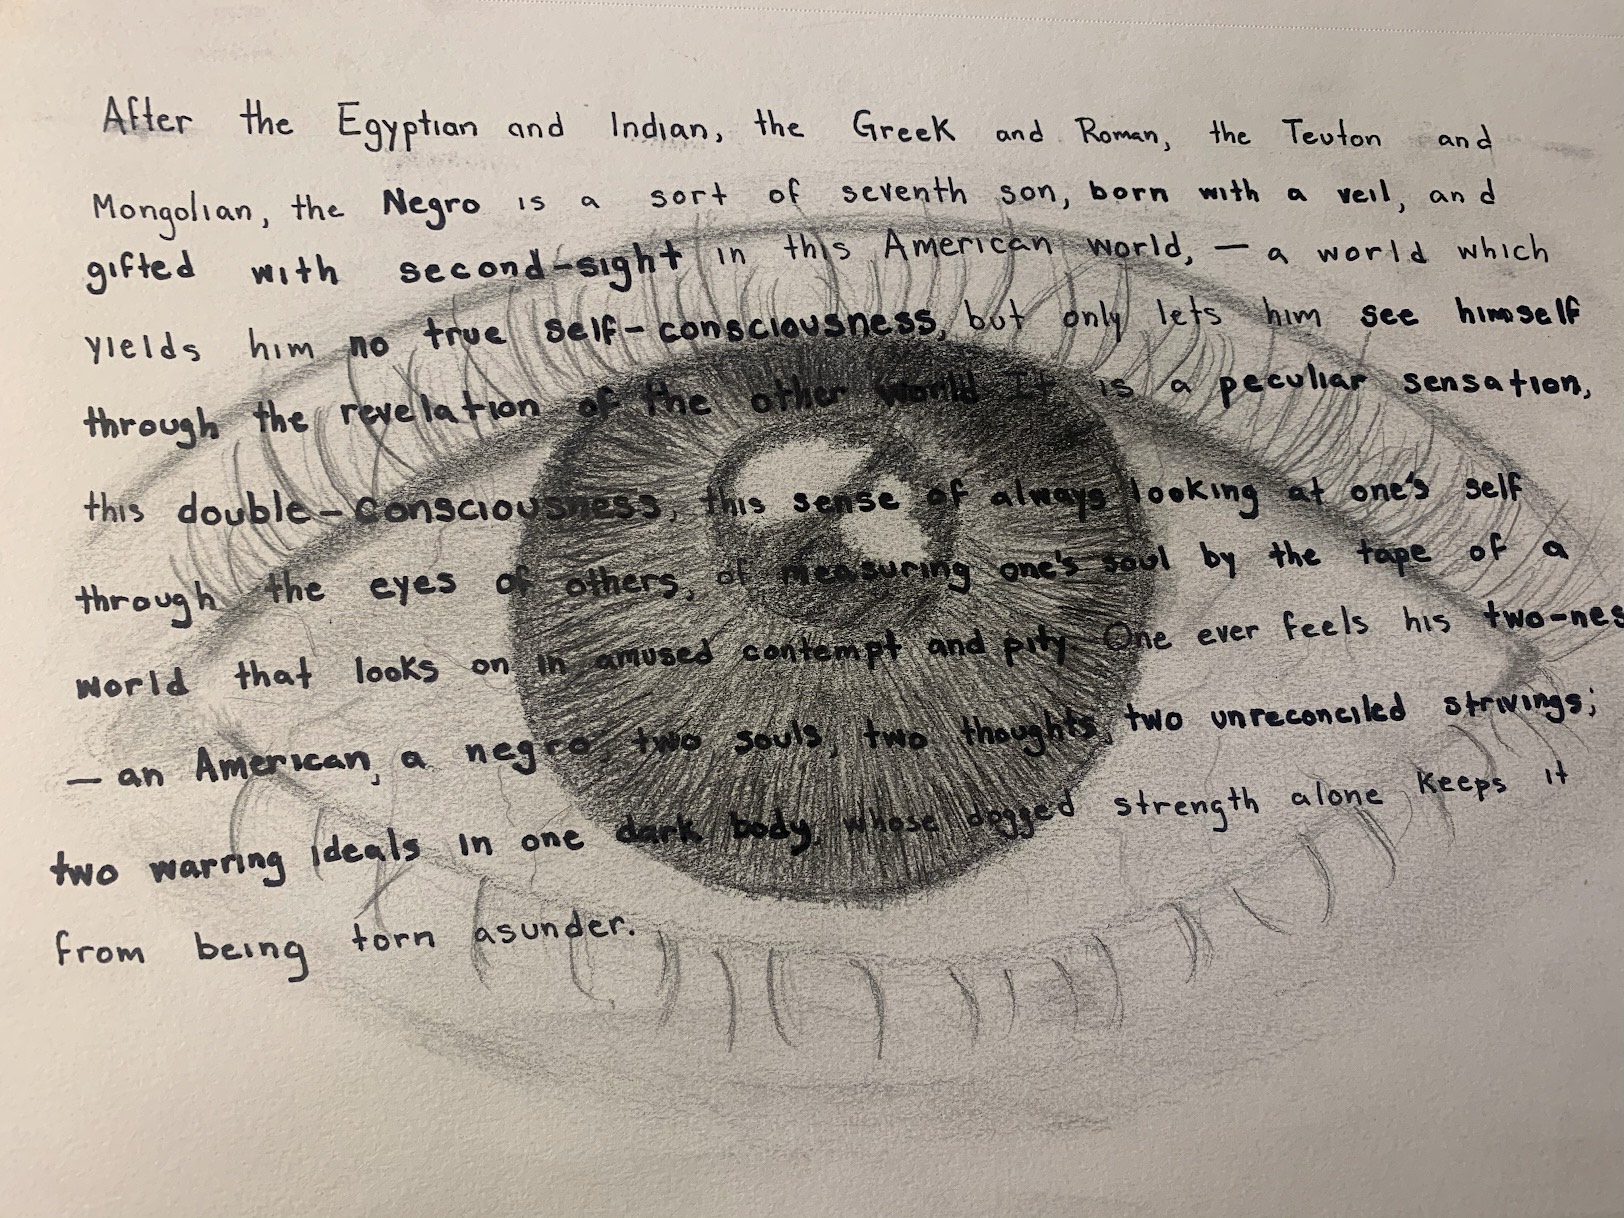 After the Egyptian and Indian, the Greek and Roman, the Teuton and
Mongolian, the Negro is a sort of seventh son, born with a veil, and
gifted with second-sight in this American world, — a world which
yields him no true self-consciousness, but only lets him see himself
through the revelation of the other world It is a peculiar sensation,
this double-consciousness, this sense of always looking at one's self
through the eyes of others, of measuring one's soul by the tape of a
world that looks on in amused contempt and pity. One ever feels his two-nes
— an American, a negro; two souls, two thoughts, two unreconciled strivings;
two warring ideals in one dark body, whose dogged strength alone keeps it
from being torn asunder.